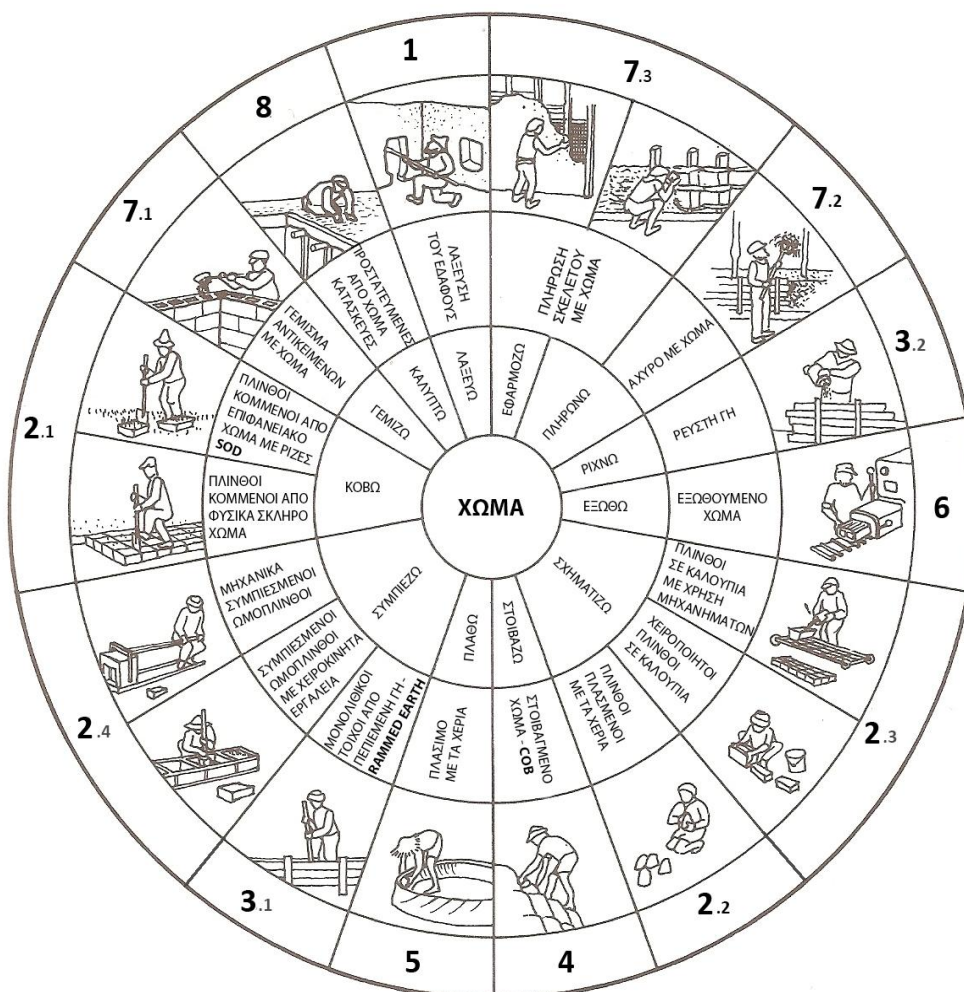 1
7.3
7.2
3.2
6
2.3
2.2
4
5
3.1
2.4
2.1
7.1
8
ΛΑΞΕΥΣΗ
ΤΟΥ ΕΔΑΦΟΥΣ
ΠΛΗΡΩΣΗ
ΣΚΕΛΕΤΟΥ
ΜΕ ΧΩΜΑ
ΑΧΥΡΟ ΜΕ ΧΩΜΑ
ΡΕΥΣΤΗ ΓΗ
ΕΞΩΘΟΥΜΕΝΟ
ΧΩΜΑ
ΠΛΙΝΘΟΙ
ΣΕ ΚΑΛΟΥΠΙΑ
ΜΕ ΧΡΗΣΗ
ΜΗΧΑΝΗΜΑΤΩΝ
ΧΕΙΡΟΠΟΙΗΤΟΙ
ΠΛΙΝΘΟΙ
ΣΕ ΚΑΛΟΥΠΙΑ
ΠΛΙΝΘΟΙ
ΠΛΑΣΜΕΝΟΙ
ΜΕ ΤΑ ΧΕΡΙΑ
ΣΤΟΙΒΑΓΜΕΝΟ
ΧΩΜΑ - COB
ΠΛΑΣΙΜΟ
ΜΕ ΤΑ ΧΕΡΙΑ
ΜΟΝΟΛΙΘΙΚΟΙ
ΤΟΙΧΟΙ ΑΠΟ
ΠΕΠΙΕΜΕΝΗ ΓΗ -
RAMMED EARTH
ΣΥΜΠΙΕΣΜΕΝΟΙ
ΩΜΟΠΛΙΝΘΟΙ
ΜΕ ΧΕΙΡΟΚΙΝΗΤΑ
ΕΡΓΑΛΕΙΑ
ΜΗΧΑΝΙΚΑ
ΣΥΜΠΙΕΣΜΕΝΟΙ
ΩΜΟΠΛΙΝΘΟΙ
ΠΛΙΝΘΟΙ
ΚΟΜΜΕΝΟΙ ΑΠΟ
ΦΥΣΙΚΑ ΣΚΛΗΡΟ
ΧΩΜΑ
ΠΛΙΝΘΟΙ
ΚΟΜΜΕΝΟΙ ΑΠΟ
ΕΠΙΦΑΝΕΙΑΚΟ
ΧΩΜΑ ΜΕ ΡΙΖΕΣ
SOD
ΓΕΜΙΣΜΑ
ΑΝΤΙΚΕΙΜΕΝΩΝ
ΜΕ ΧΩΜΑ
ΡΟΣΤΑΤΕΥΜΕΝΕΣ
ΑΠΟ ΧΩΜΑ
ΚΑΤΑΣΚΕΥΕΣ
ΛΑΞΕΥΩ
ΕΦΑΡΜΟΖΩ
ΠΛΗΡΩΝΩ
ΡΙΧΝΩ
ΕΞΩΘΩ
ΣΧΗΜΑΤΙΖΩ
ΣΤΟΙΒΑΖΩ
ΠΛΑΘΩ
ΣΥΜΠΙΕΖΩ
ΚΟΒΩ
ΓΕΜΙΖΩ
ΚΑΛΥΠΤΩ
ΧΩΜΑ